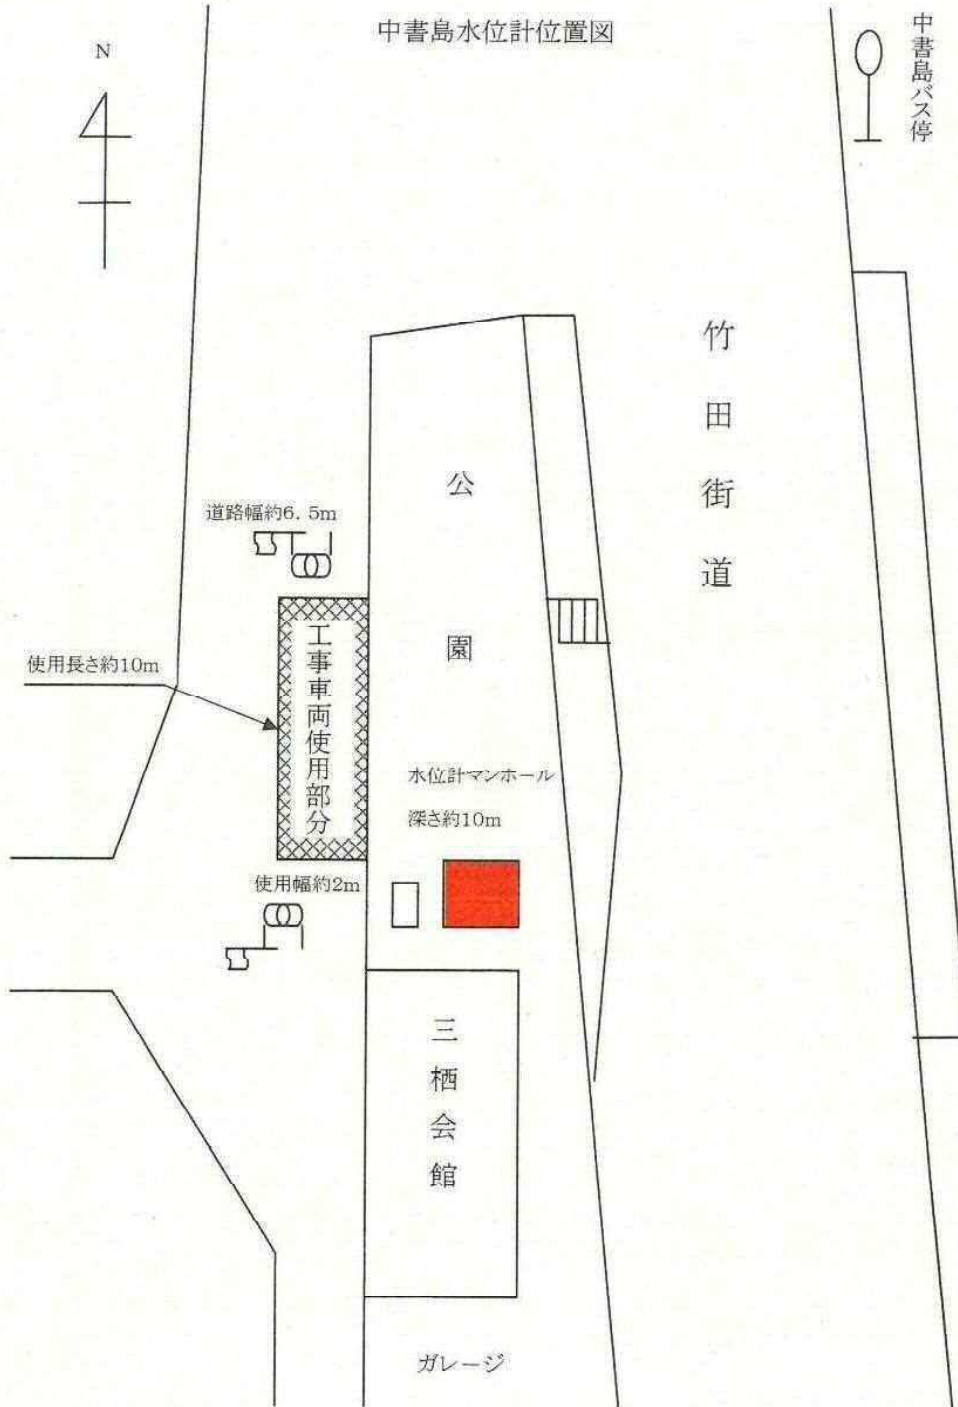 中書島水位計位置図
中書島バス停
N
竹田街道
公園
道路幅約6.5m
使用長さ約10m
工事車両使用部分
水位計マンホール
深さ約10m
使用幅約2m
三栖会館
ガレージ